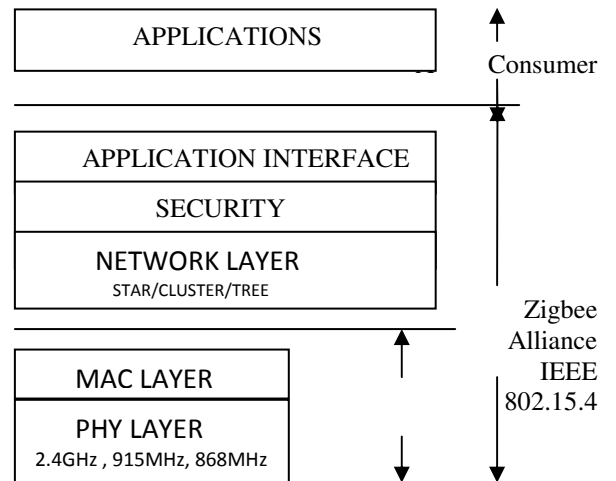 APPLICATIONS
Consumer
APPLICATION INTERFACE
SECURITY
NETWORK LAYER
STAR/CLUSTER/TREE
Zigbee
Alliance
IEEE
802.15.4
MAC LAYER
PHY LAYER
2.4GHz , 915MHz, 868MHz